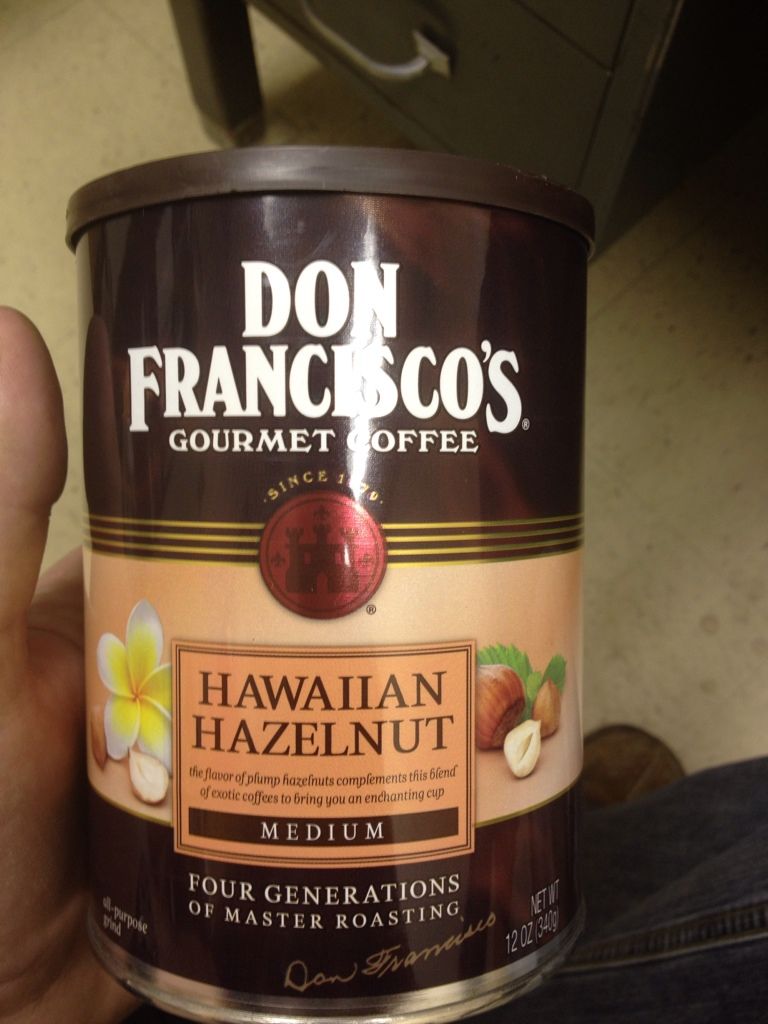 DON
FRANCISCO'S®
GOURMET COFFEE
·SINCE
®
HAWAIIAN
HAZELNUT
the flavor of plump hazelnuts complements this blend
of exotic coffees to bring you an enchanting cup
MEDIUM
FOUR GENERATIONS
OF MASTER ROASTING
all-purpose
grind
NET WT
12 OZ (340g)
Don Francisco